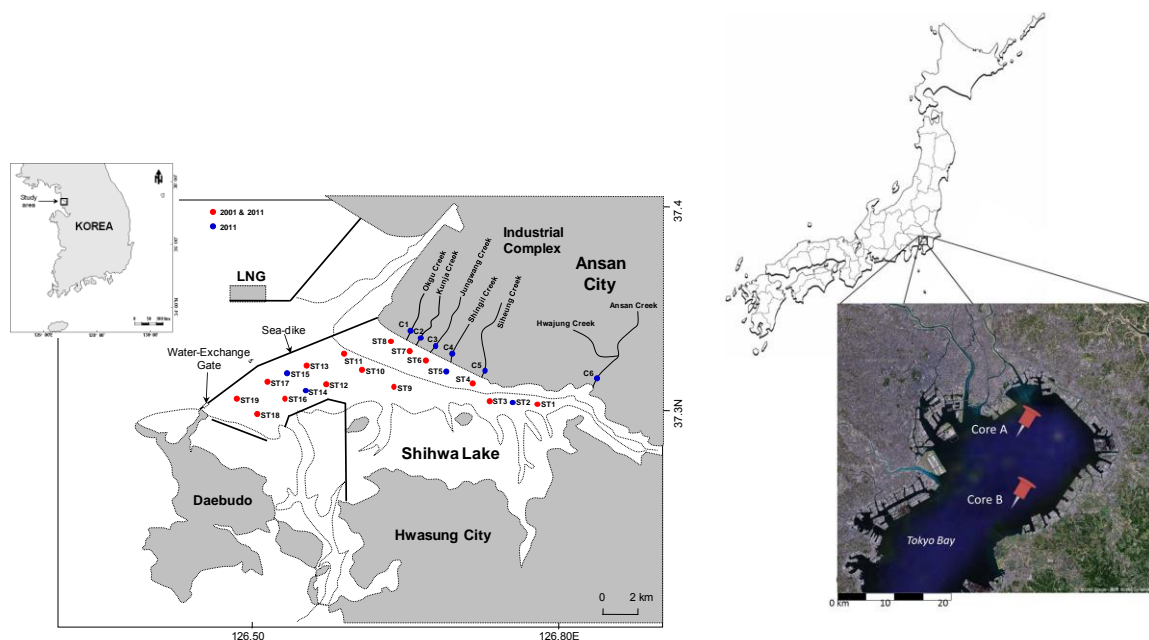 Study
area
KOREA
2001 & 2011
2011
LNG
Sea-dike
Water-Exchange
Gate
Industrial
Complex
Ansan
City
Okgu Creek
Kunja Creek
Jungwang Creek
Shingil Creek
Siheung Creek
Ansan Creek
Hwajung Creek
C1
C2
C3
C4
C5
C6
ST8
ST7
ST6
ST5
ST4
ST3
ST2
ST1
ST11
ST10
ST9
ST13
ST15
ST12
ST17
ST14
ST19
ST16
ST18
Shihwa Lake
Daebudo
Hwasung City
0 2 km
37.4
37.3N
126.50
126.80E
Core A
Core B
Tokyo Bay
0 km 10 20